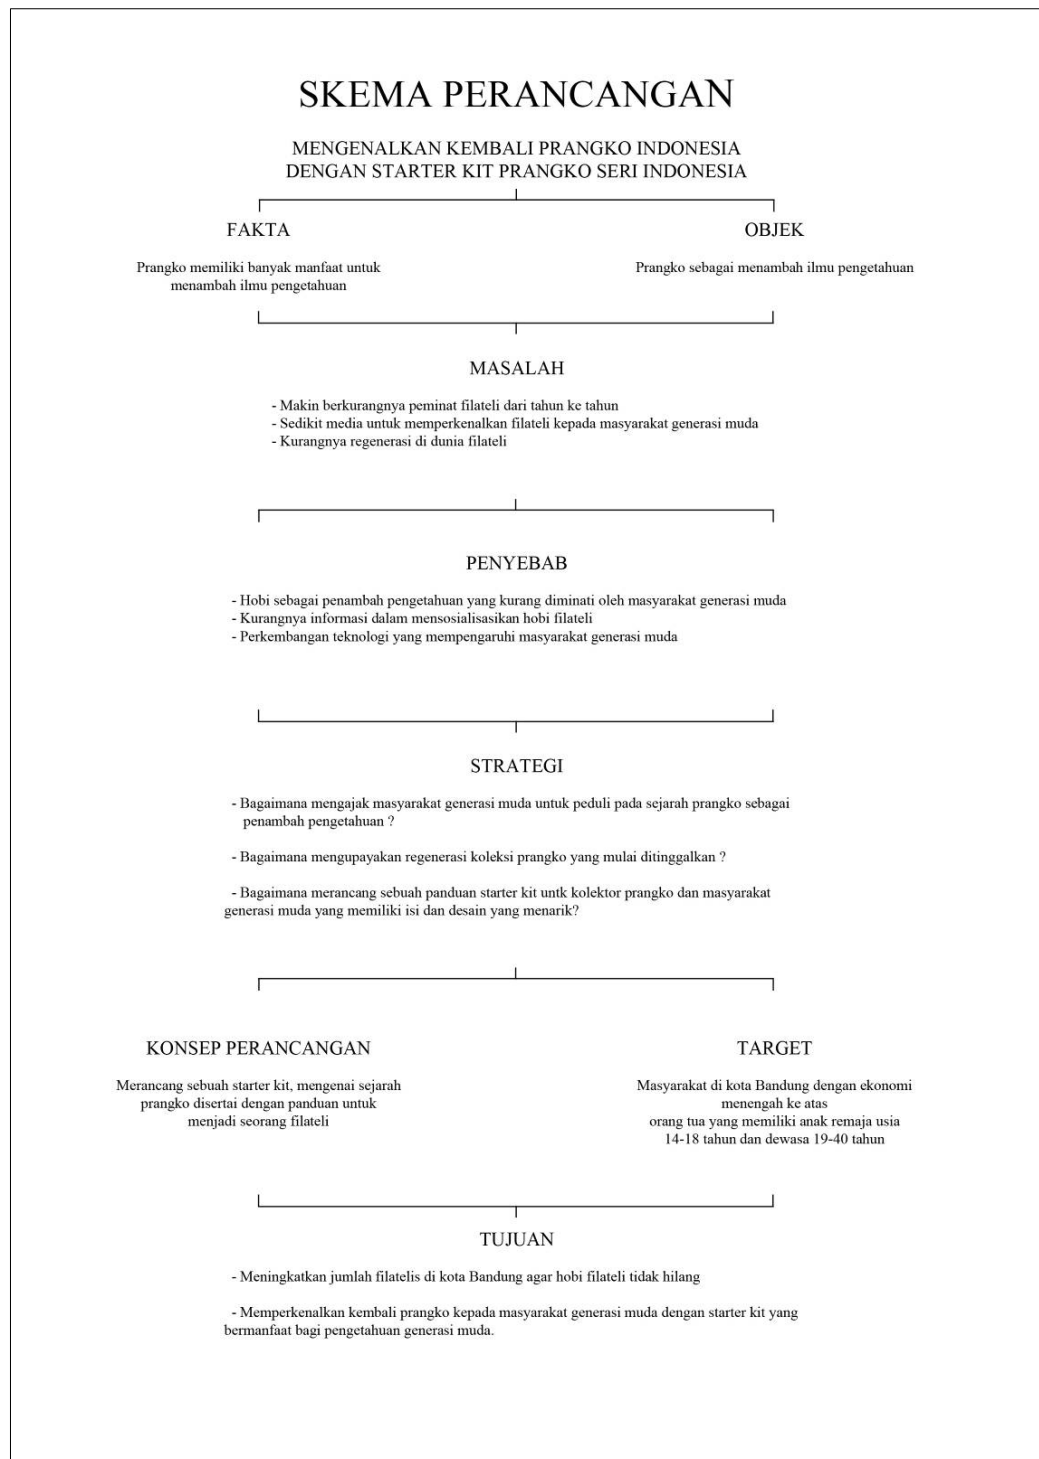 SKEMA PERANCANGAN
MENGENALKAN KEMBALI PRANGKO INDONESIA
DENGAN STARTER KIT PRANGKO SERI INDONESIA
FAKTA
Prangko memiliki banyak manfaat untuk
menambah ilmu pengetahuan
OBJEK
Prangko sebagai menambah ilmu pengetahuan
MASALAH
- Makin berkurangnya peminat filateli dari tahun ke tahun
- Sedikit media untuk memperkenalkan filateli kepada masyarakat generasi muda
- Kurangnya regenerasi di dunia filateli
PENYEBAB
- Hobi sebagai penambah pengetahuan yang kurang diminati oleh masyarakat generasi muda
- Kurangnya informasi dalam mensosialisasikan hobi filateli
- Perkembangan teknologi yang mempengaruhi masyarakat generasi muda
STRATEGI
- Bagaimana mengajak masyarakat generasi muda untuk peduli pada sejarah prangko sebagai
penambah pengetahuan ?
- Bagaimana mengupayakan regenerasi koleksi prangko yang mulai ditinggalkan ?
- Bagaimana merancang sebuah panduan starter kit untk kolektor prangko dan masyarakat
generasi muda yang memiliki isi dan desain yang menarik?
KONSEP PERANCANGAN
Merancang sebuah starter kit, mengenai sejarah
prangko disertai dengan panduan untuk
menjadi seorang filateli
TARGET
Masyarakat di kota Bandung dengan ekonomi
menengah ke atas
orang tua yang memiliki anak remaja usia
14-18 tahun dan dewasa 19-40 tahun
TUJUAN
- Meningkatkan jumlah filatelis di kota Bandung agar hobi filateli tidak hilang
- Memperkenalkan kembali prangko kepada masyarakat generasi muda dengan starter kit yang
bermanfaat bagi pengetahuan generasi muda.